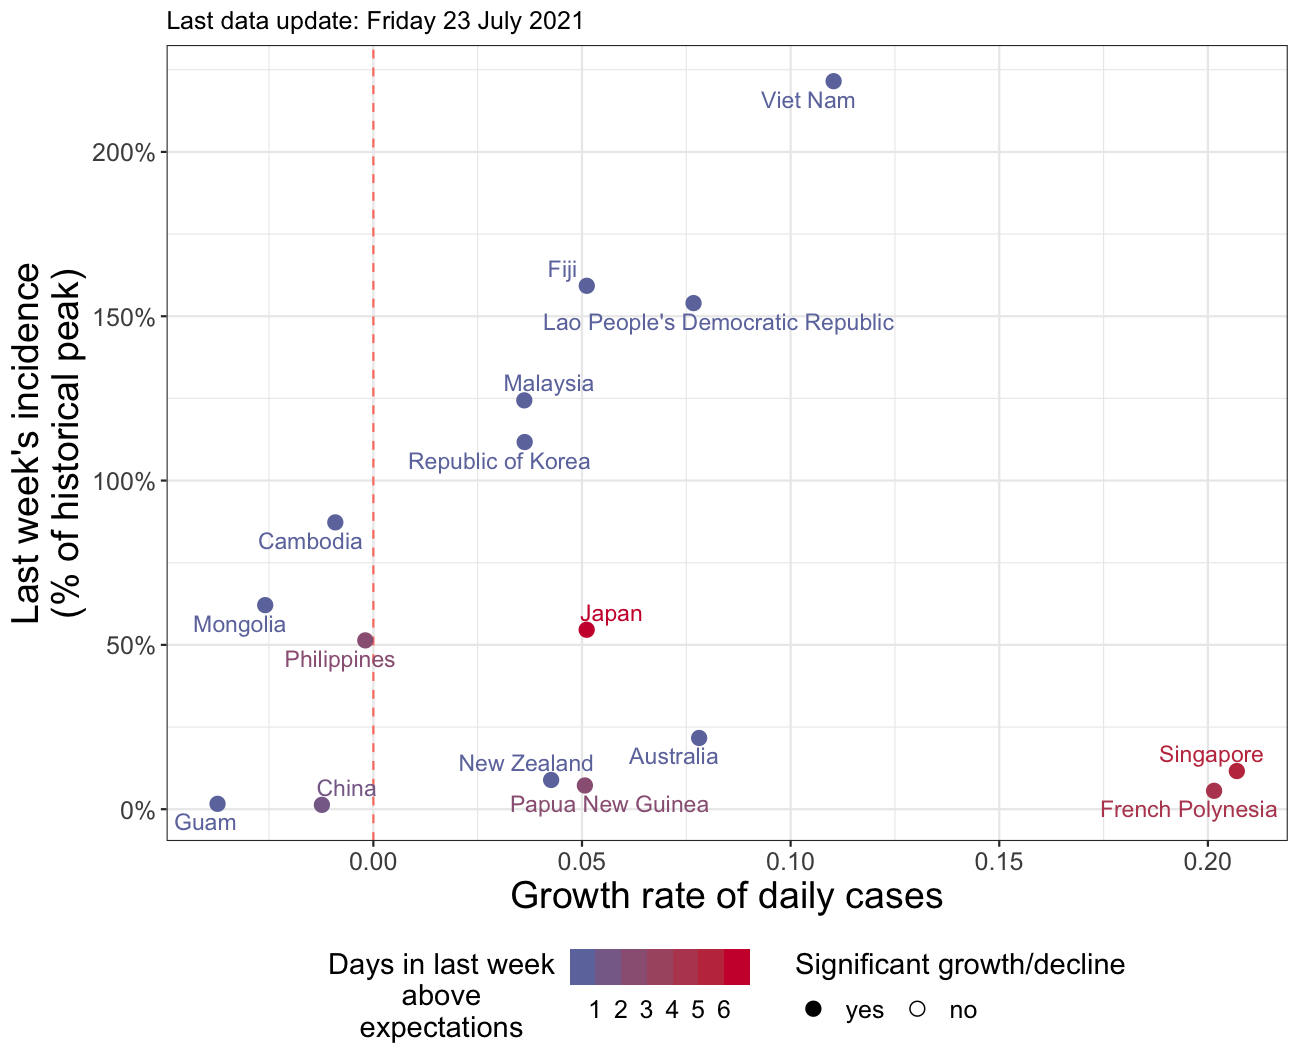 Last data update: Friday 23 July 2021
Last week's incidence
(% of historical peak)
200%
150%
100%
50%
0%
Viet Nam
Fiji
Lao People's Democratic Republic
Malaysia
Republic of Korea
Cambodia
Mongolia
Japan
Philippines
New Zealand
Australia
Singapore
China
Papua New Guinea
French Polynesia
Guam
0.00 0.05 0.10 0.15 0.20
Growth rate of daily cases
Days in last week
above
expectations
1 2 3 4 5 6
Significant growth/decline
yes no